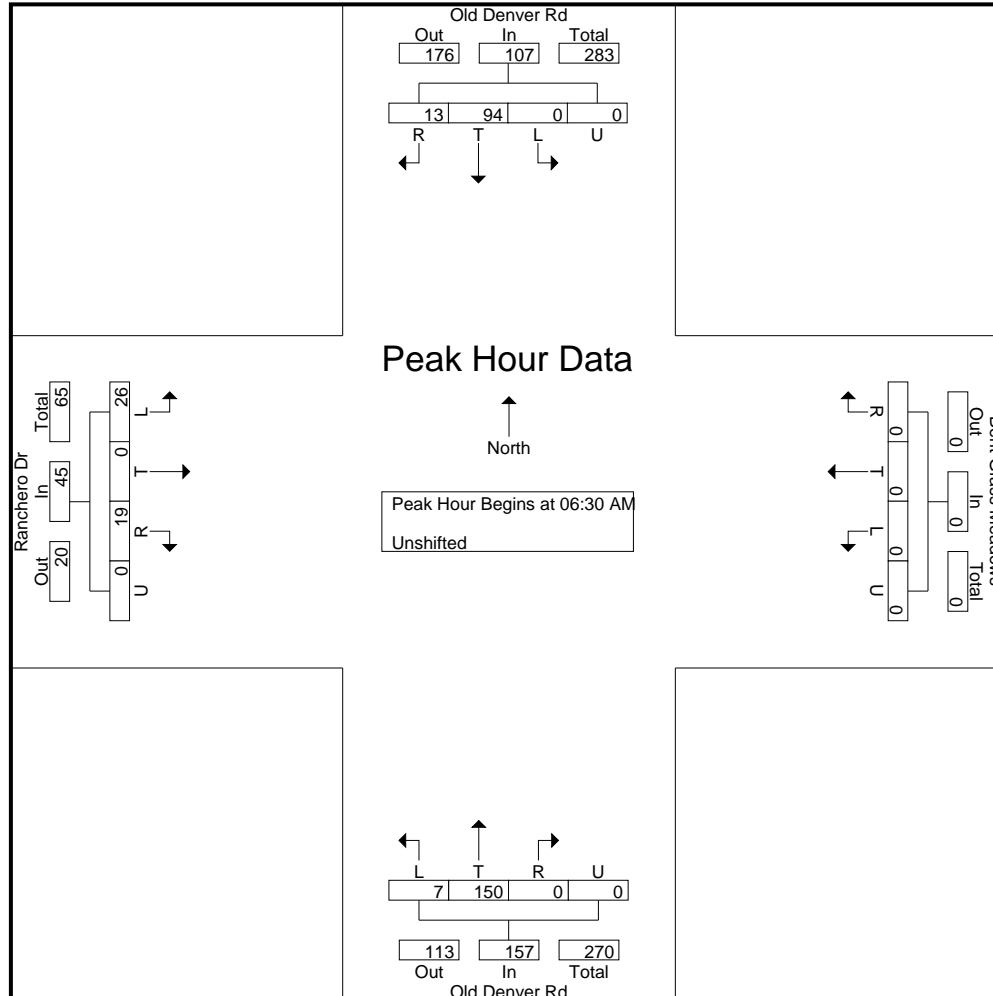 Old Denver Rd
Out In Total
176 107 283
13 94 0 0
R T L U
Peak Hour Data
North
Peak Hour Begins at 06:30 AM
Unshifted
Ranchero Dr
Total In Out
65 45 20
26 0 19 0
L T R U
R T L U
0 0 0 0
Out In Total
0 0 0
L T R U
7 150 0 0
113 157 270
Out In Total
Old Denver Rd